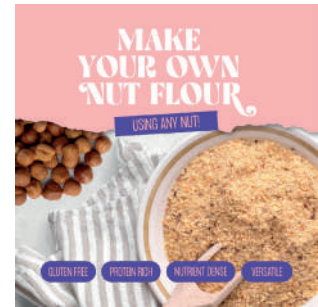 MAKE
YOUR OWN
NUT FLOUR
USING ANY NUT!
GLUTEN FREE
PROTEIN RICH
NUTRIENT DENSE
VERSATILE